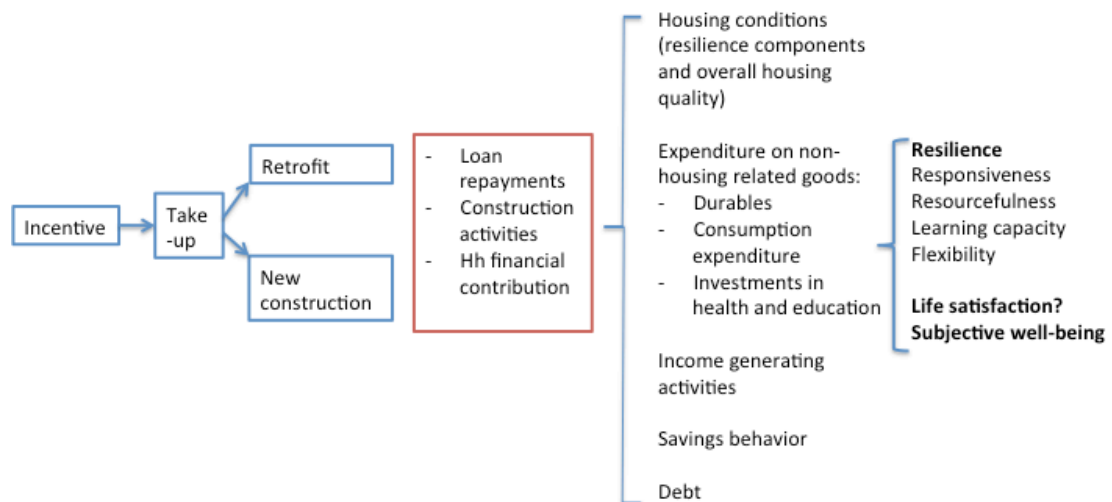 Incentive
Take
-up
Retrofit
New
construction
- Loan
repayments
- Construction
activities
- Hh financial
contribution
Housing conditions
(resilience components
and overall housing
quality)
Expenditure on non-
housing related goods:
- Durables
- Consumption
expenditure
- Investments in
health and education
Income generating
activities
Savings behavior
Debt
Resilience
Responsiveness
Resourcefulness
Learning capacity
Flexibility
Life satisfaction?
Subjective well-being